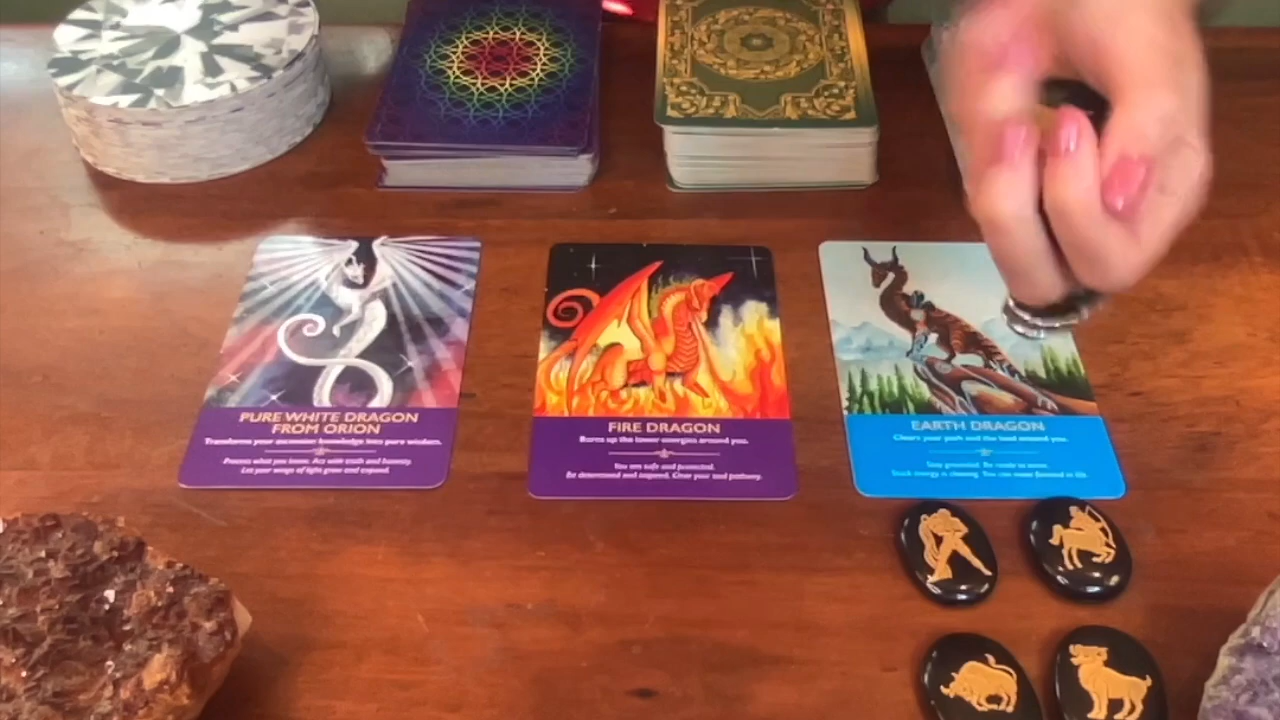 PURE WHITE DRAGON
FROM ORION
Transforms your ascension knowledge into pure wisdom.
Process what you know. Act with truth and honesty.
Let your wings of light grow and expand.
FIRE DRAGON
Burns up the lower energies around you.
You are safe and protected.
Be determined and inspired. Clear your soul pathway.
EARTH DRAGON
Clears your path and the land around you.
Stay grounded. Be ready to move.
Stuck energy is clearing. You can move forward in life.